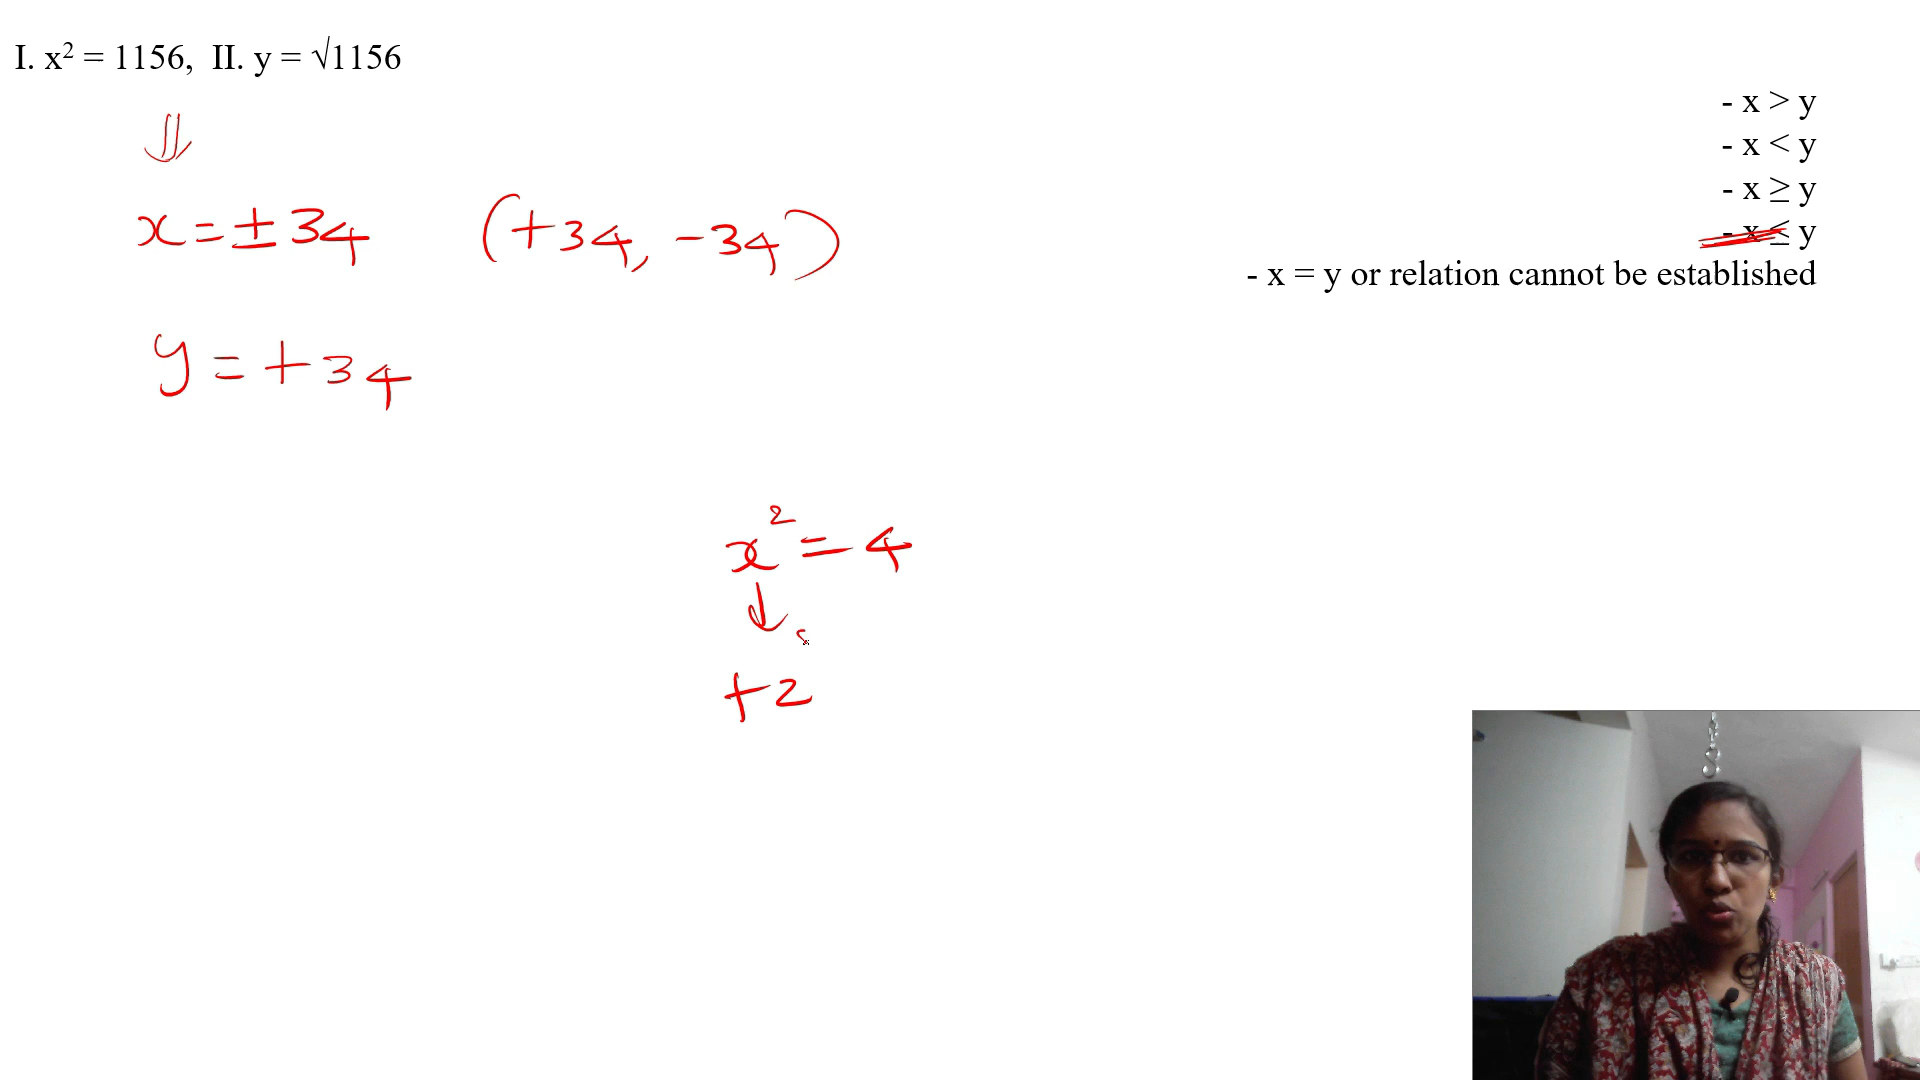 I. x² = 1156,  II. y = √1156
- x > y
- x < y
- x ≥ y
- x ≤ y
- x = y or relation cannot be established
x = ± 34 (+34, -34)
y = +34
x² = 4
+2